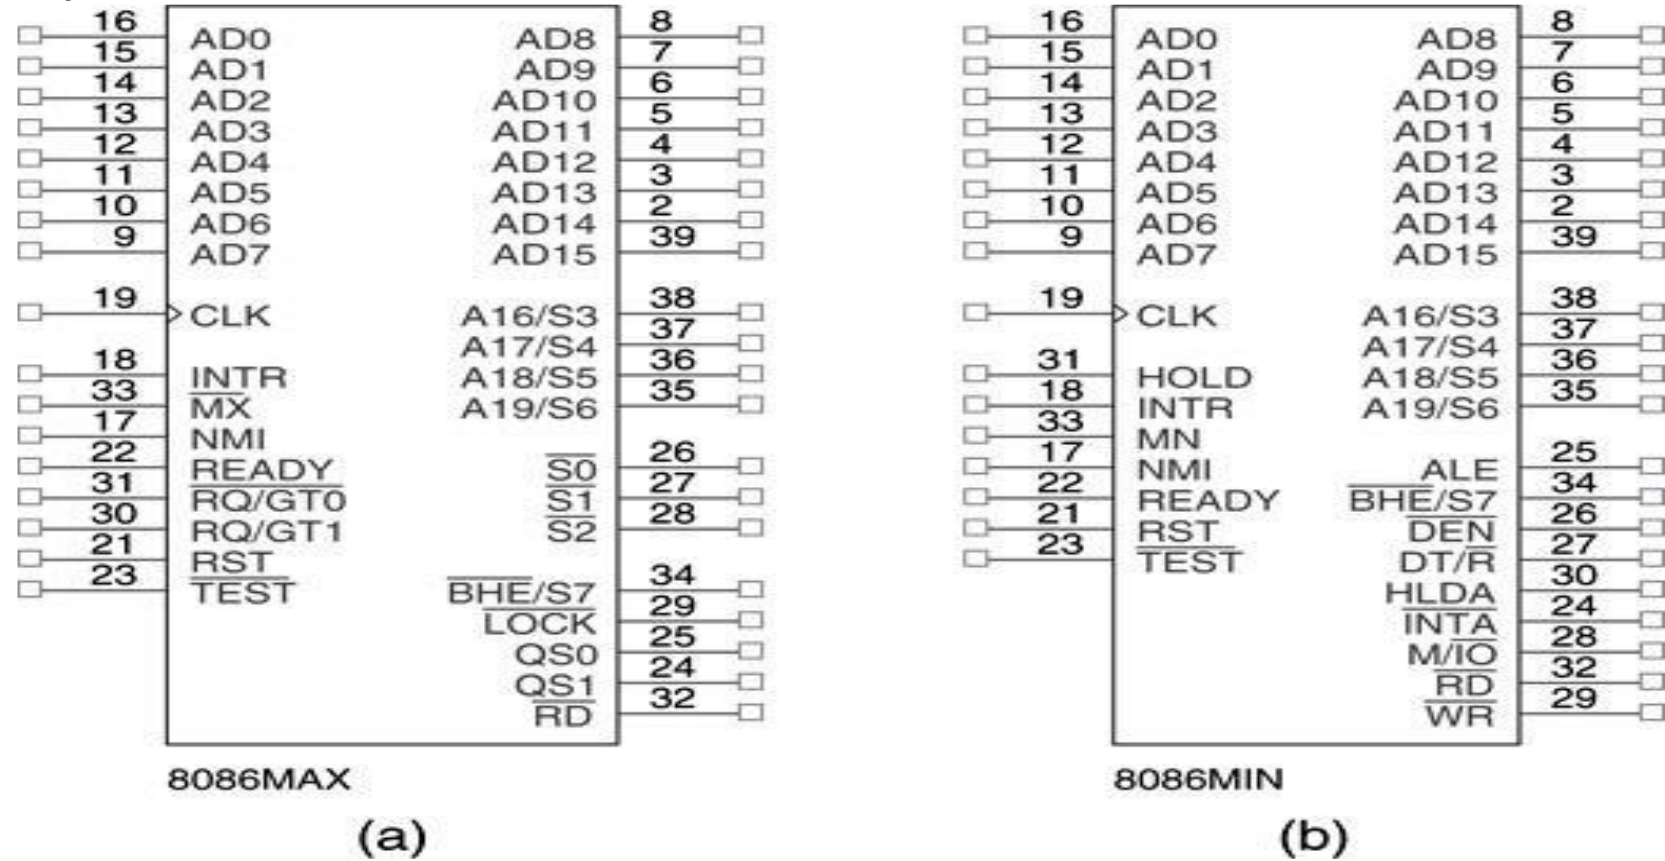 16 AD0 AD8 8
15 AD1 AD9 7
14 AD2 AD10 6
13 AD3 AD11 5
12 AD4 AD12 4
11 AD5 AD13 3
10 AD6 AD14 2
9 AD7 AD15 39
19 CLK A16/S3 38
A17/S4 37
18 INTR A18/S5 36
33 MX A19/S6 35
17 NMI
22 READY S0 26
31 RQ/GT0 S1 27
30 RQ/GT1 S2 28
21 RST
23 TEST BHE/S7 34
LOCK 29
QS0 25
QS1 24
RD 32
8086MAX
(a)
16 AD0 AD8 8
15 AD1 AD9 7
14 AD2 AD10 6
13 AD3 AD11 5
12 AD4 AD12 4
11 AD5 AD13 3
10 AD6 AD14 2
9 AD7 AD15 39
19 CLK A16/S3 38
A17/S4 37
31 HOLD A18/S5 36
18 INTR A19/S6 35
33 MN
17 NMI ALE 25
22 READY BHE/S7 34
21 RST DEN 26
23 TEST DT/R 27
HLDA 30
INTA 24
M/IO 28
RD 32
WR 29
8086MIN
(b)